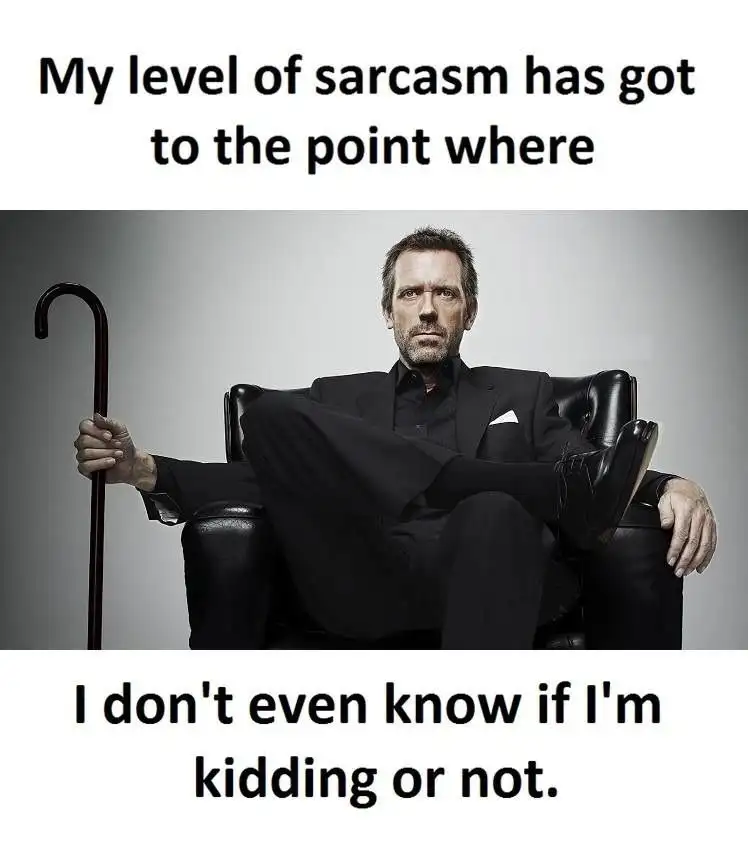 My level of sarcasm has got
to the point where
I don't even know if I'm
kidding or not.